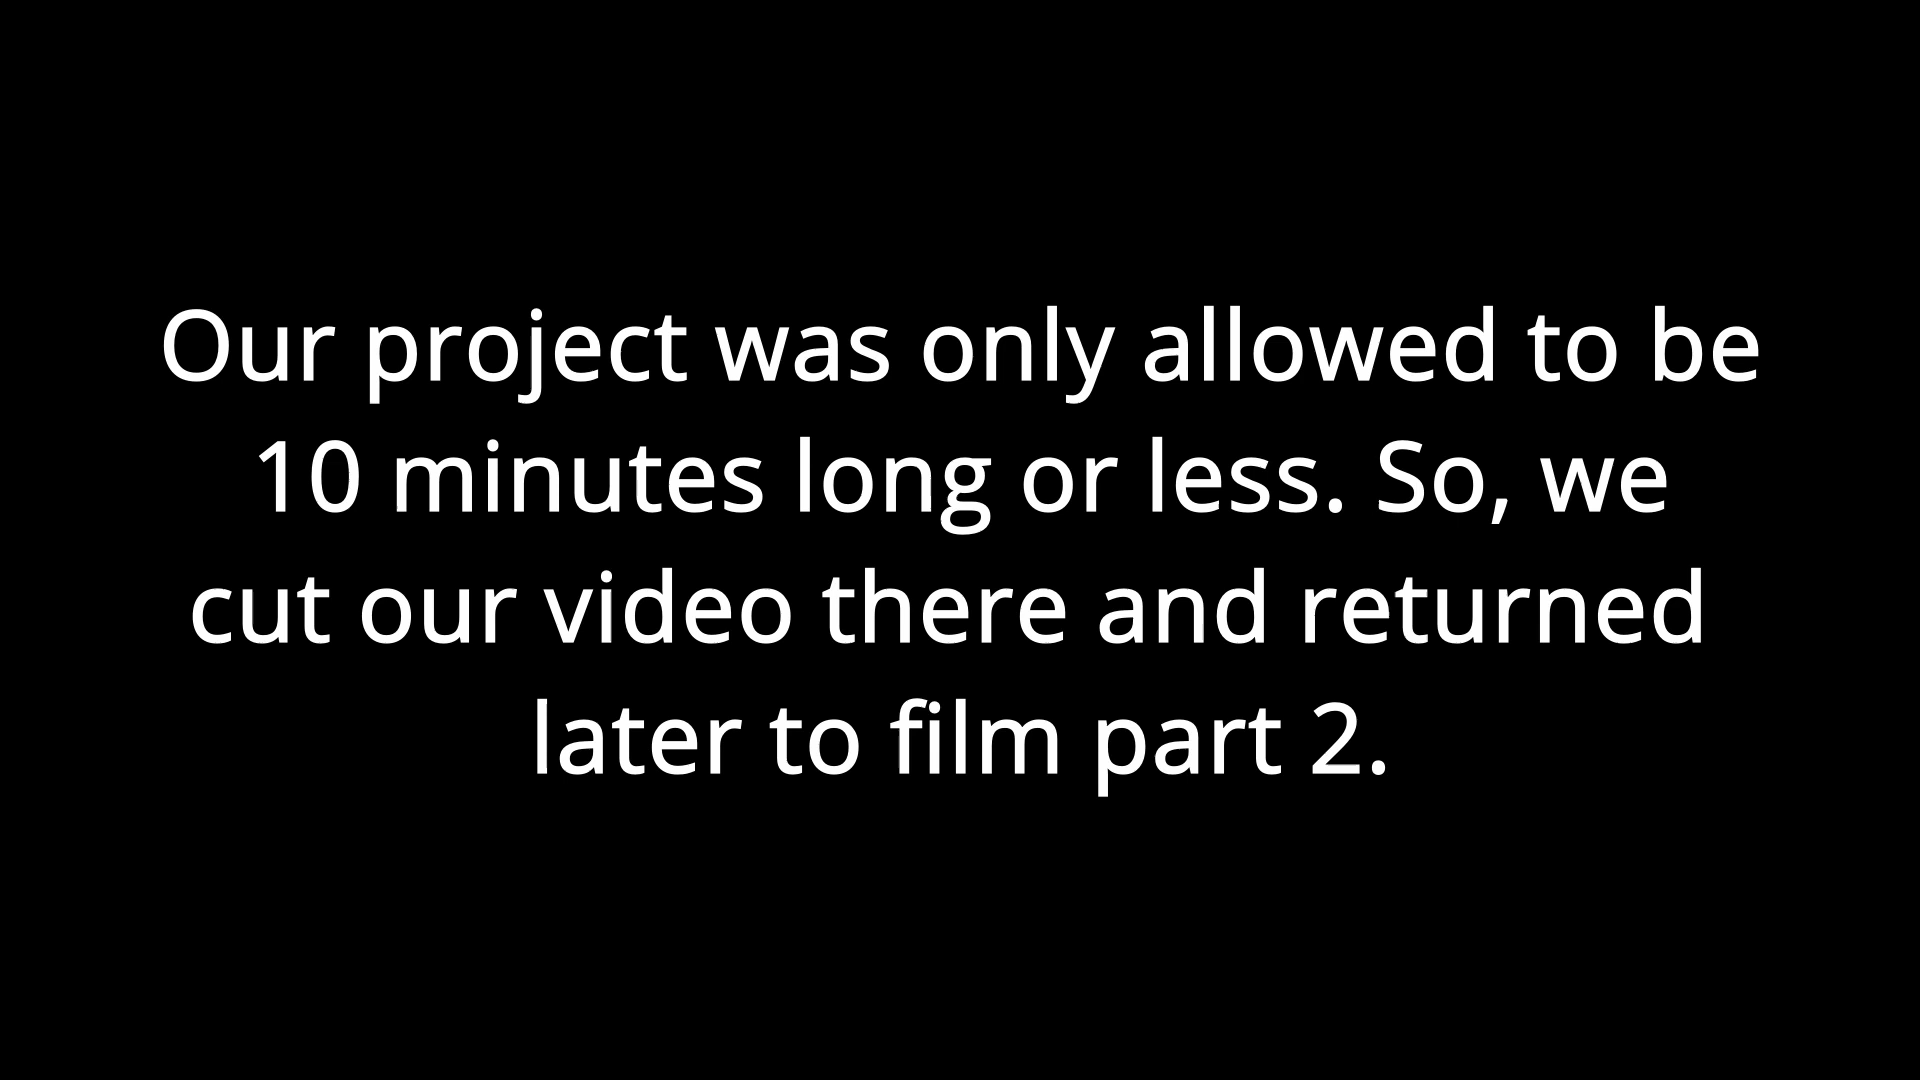 Our project was only allowed to be
10 minutes long or less. So, we
cut our video there and returned
later to film part 2.